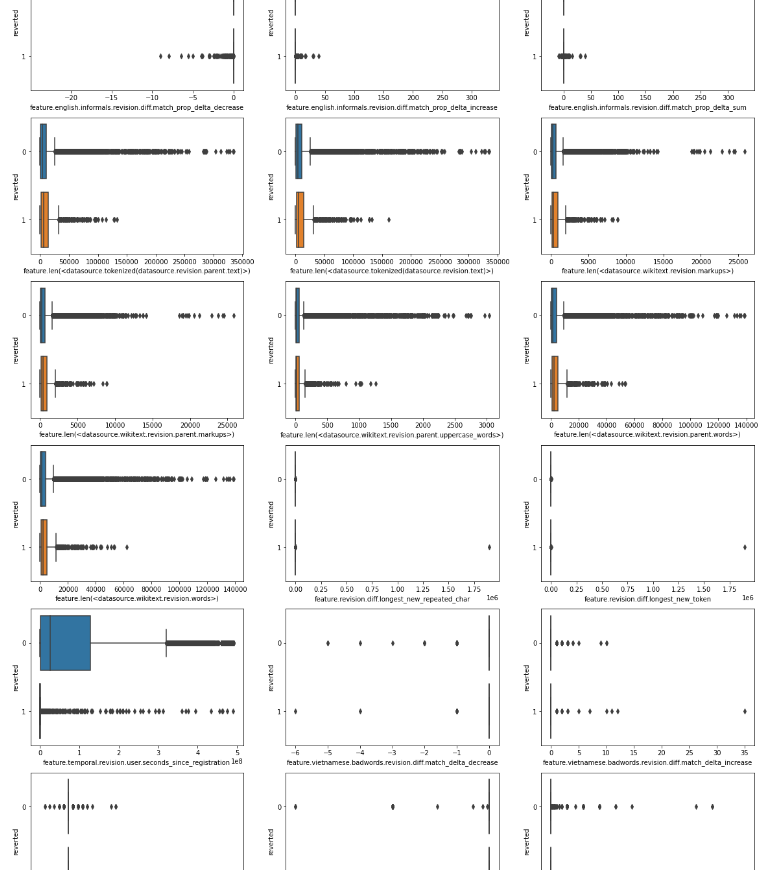 reverted reverted reverted
1 1 1
−20 −15 −10 −5 0 0 50 100 150 200 250 300 0 50 100 150 200 250 300
feature.english.informals.revision.diff.match_prop_delta_decrease feature.english.informals.revision.diff.match_prop_delta_increase feature.english.informals.revision.diff.match_prop_delta_sum
0 0 0
reverted reverted reverted
1 1 1
0 50000 100000 150000 200000 250000 300000 350000 0 50000 100000 150000 200000 250000 300000 350000 0 5000 10000 15000 20000 25000
feature.len(<datasource.tokenized(datasource.revision.parent.text)>) feature.len(<datasource.tokenized(datasource.revision.text)>) feature.len(<datasource.wikitext.revision.markups>)
0 0 0
reverted reverted reverted
1 1 1
0 5000 10000 15000 20000 25000 0 500 1000 1500 2000 2500 3000 0 20000 40000 60000 80000 100000 120000 140000
feature.len(<datasource.wikitext.revision.parent.markups>) feature.len(<datasource.wikitext.revision.parent.uppercase_words>) feature.len(<datasource.wikitext.revision.parent.words>)
0 0 0
reverted reverted reverted
1 1 1
0 20000 40000 60000 80000 100000 120000 140000 0.00 0.25 0.50 0.75 1.00 1.25 1.50 1.75 0.00 0.25 0.50 0.75 1.00 1.25 1.50 1.75
feature.len(<datasource.wikitext.revision.words>) feature.revision.diff.longest_new_repeated_char 1e6 feature.revision.diff.longest_new_token 1e6
0 0 0
reverted reverted reverted
1 1 1
0 1 2 3 4 5 −6 −5 −4 −3 −2 −1 0 0 5 10 15 20 25 30 35
feature.temporal.revision.user.seconds_since_registration 1e8 feature.vietnamese.badwords.revision.diff.match_delta_decrease feature.vietnamese.badwords.revision.diff.match_delta_increase
0 0 0
reverted reverted reverted